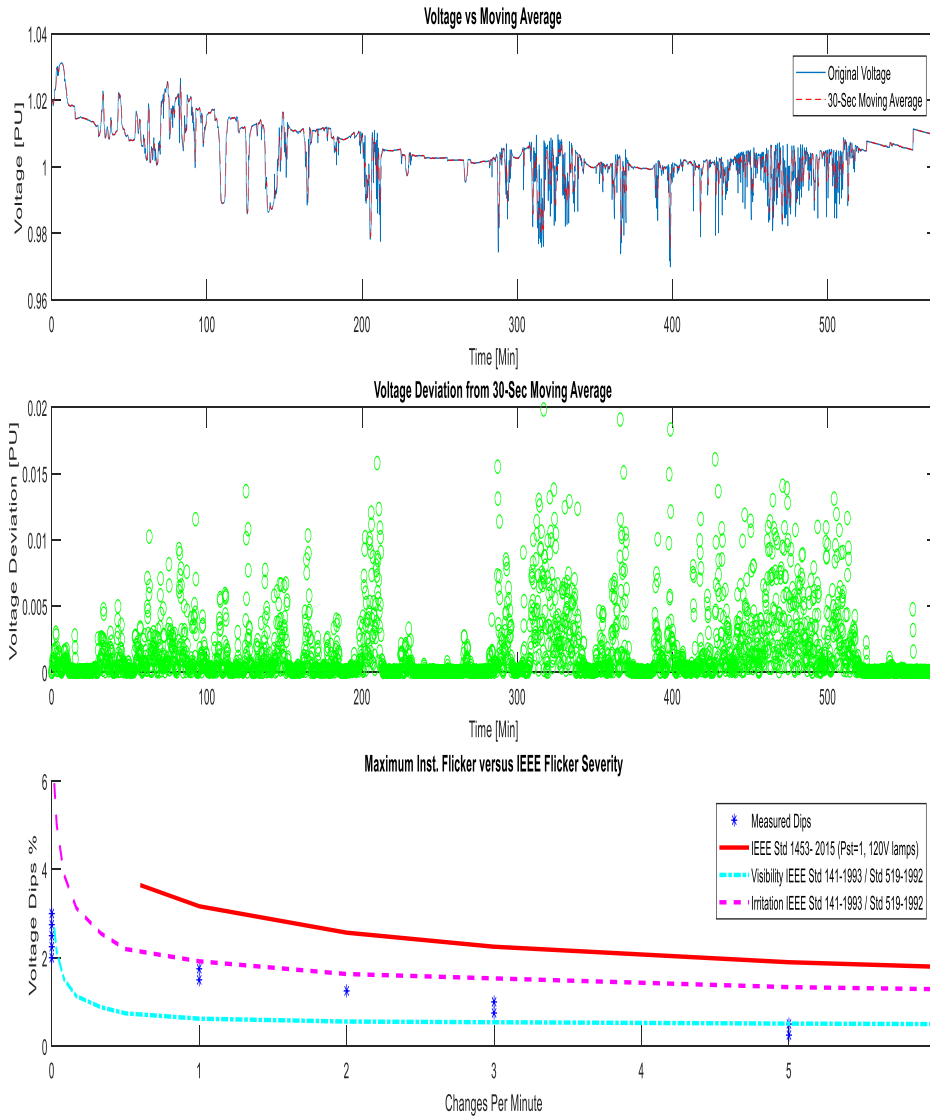 Voltage vs Moving Average
1.04
1.02
1
0.98
0.96
Voltage [PU]
Original Voltage
30-Sec Moving Average
0 100 200 300 400 500
Time [Min]
Voltage Deviation from 30-Sec Moving Average
0.02
0.015
0.01
0.005
0
Voltage Deviation [PU]
0 100 200 300 400 500
Time [Min]
Maximum Inst. Flicker versus IEEE Flicker Severity
6
4
2
0
Voltage Dips %
Measured Dips
IEEE Std 1453- 2015 (Pst=1, 120V lamps)
Visibility IEEE Std 141-1993 / Std 519-1992
Irritation IEEE Std 141-1993 / Std 519-1992
0 1 2 3 4 5
Changes Per Minute